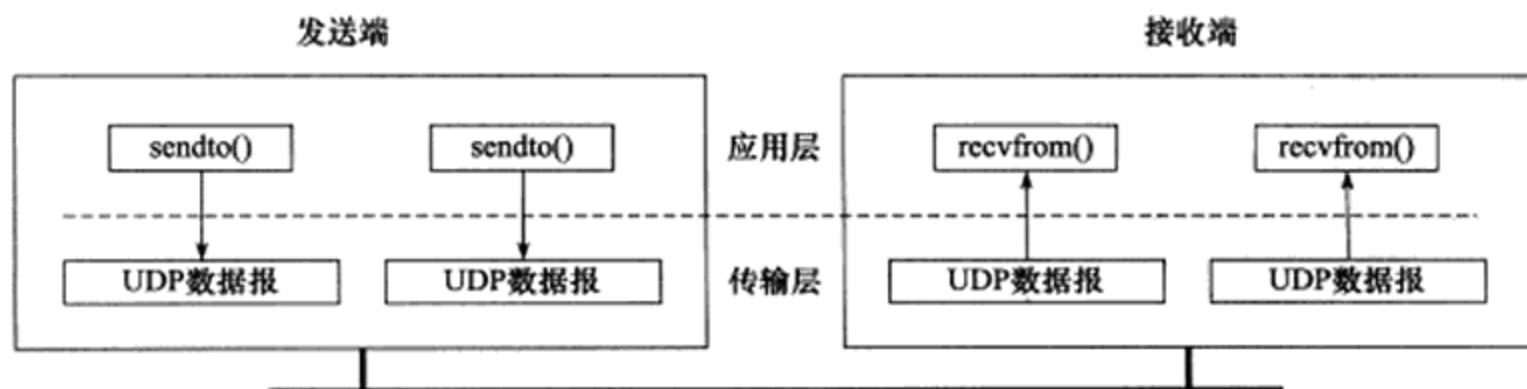 发送端 接收端
sendto() sendto() 应用层 recvfrom() recvfrom()
UDP数据报 UDP数据报 传输层 UDP数据报 UDP数据报